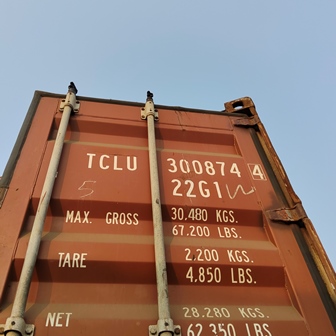 TCLU 300874 4
22G1
MAX. GROSS 30.480 KGS.
67.200 LBS.
TARE 2.200 KGS.
4.850 LBS.
NET 28.280 KGS.
62.350 LBS.